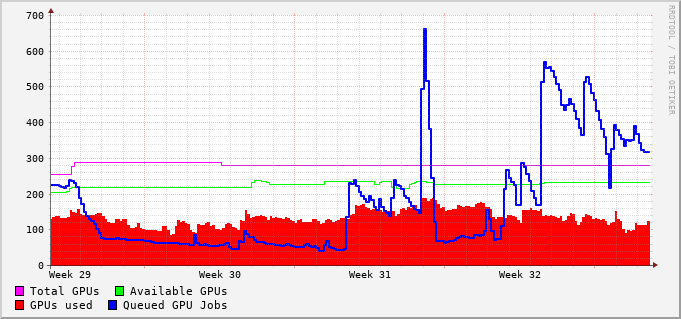 700
600
500
400
300
200
100
0
Week 29 Week 30 Week 31 Week 32
Total GPUs Available GPUs
GPUs used Queued GPU Jobs
RRDTOOL / TOBI OETIKER